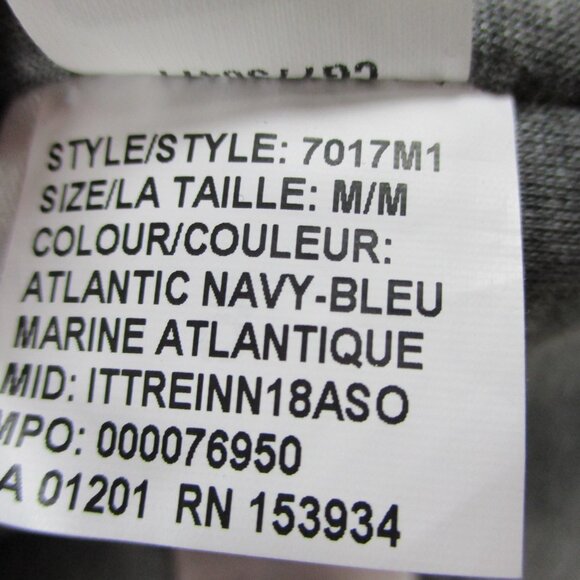 STYLE/STYLE: 7017M1
SIZE/LA TAILLE: M/M
COLOUR/COULEUR:
ATLANTIC NAVY-BLEU
MARINE ATLANTIQUE
MID: ITTREINN18ASO
MPO: 000076950
A 01201 RN 153934